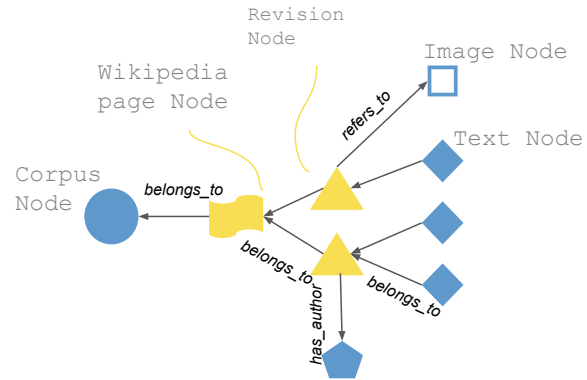 Revision
Node
Image Node
Wikipedia
page Node
refers_to
Text Node
Corpus
Node
belongs_to
belongs_to
belongs_to
has_author